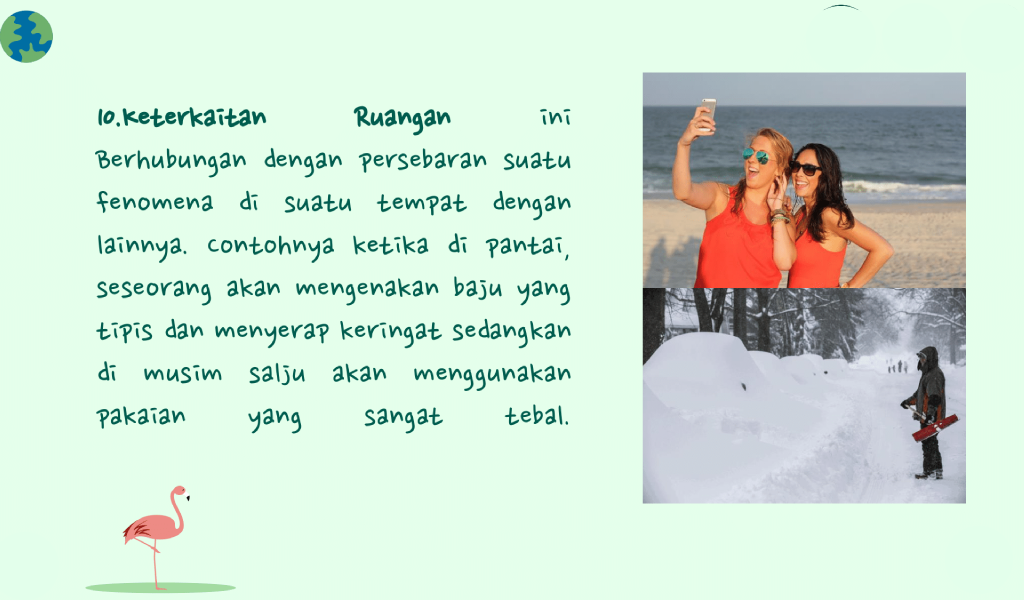 10.Keterkaitan Ruangan ini
Berhubungan dengan persebaran suatu
fenomena di suatu tempat dengan
lainnya. Contohnya ketika di pantai,
seseorang akan mengenakan baju yang
tipis dan menyerap keringat sedangkan
di musim salju akan menggunakan
pakaian yang sangat tebal.